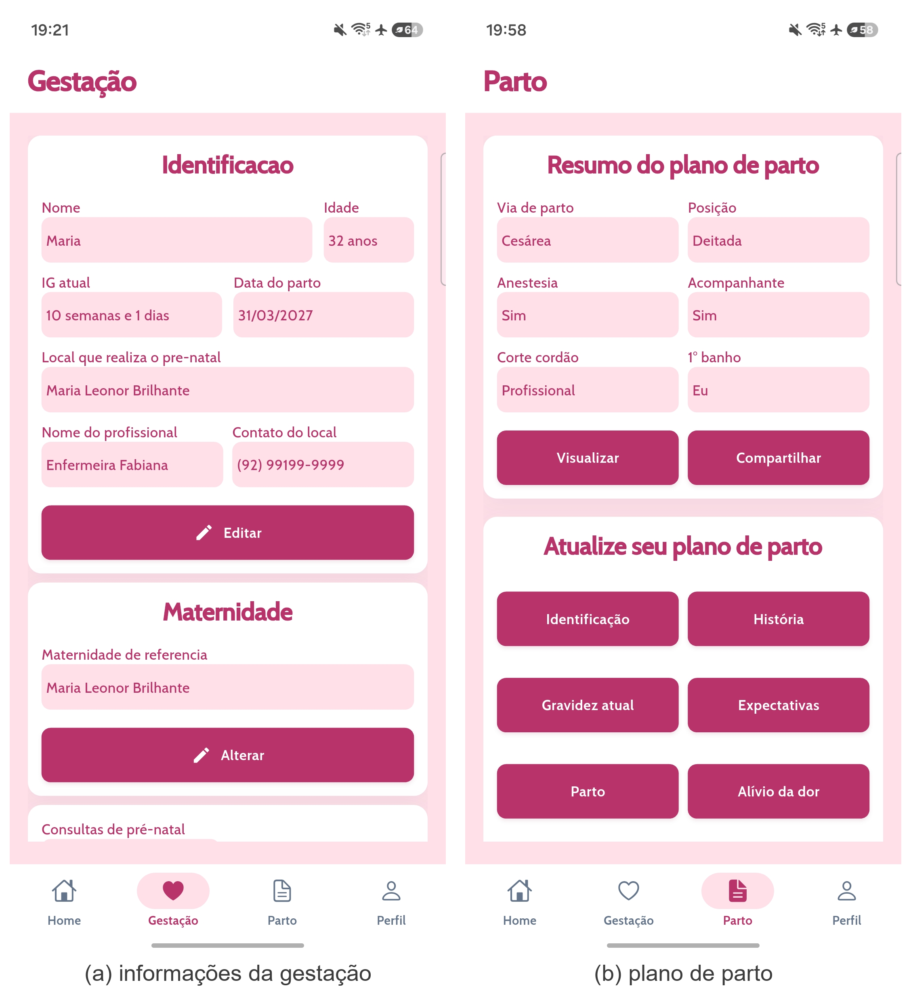 19:21
5
64
Gestação
Identificacao
Nome
Idade
Maria
32 anos
IG atual
Data do parto
10 semanas e 1 dias
31/03/2027
Local que realiza o pre-natal
Maria Leonor Brilhante
Nome do profissional
Contato do local
Enfermeira Fabiana
(92) 99199-9999
Editar
Maternidade
Maternidade de referencia
Maria Leonor Brilhante
Alterar
Consultas de pré-natal
Home
Gestação
Parto
Perfil
(a) informações da gestação
19:58
5
58
Parto
Resumo do plano de parto
Via de parto
Posição
Cesárea
Deitada
Anestesia
Acompanhante
Sim
Sim
Corte cordão
1° banho
Profissional
Eu
Visualizar
Compartilhar
Atualize seu plano de parto
Identificação
História
Gravidez atual
Expectativas
Parto
Alívio da dor
Home
Gestação
Parto
Perfil
(b) plano de parto